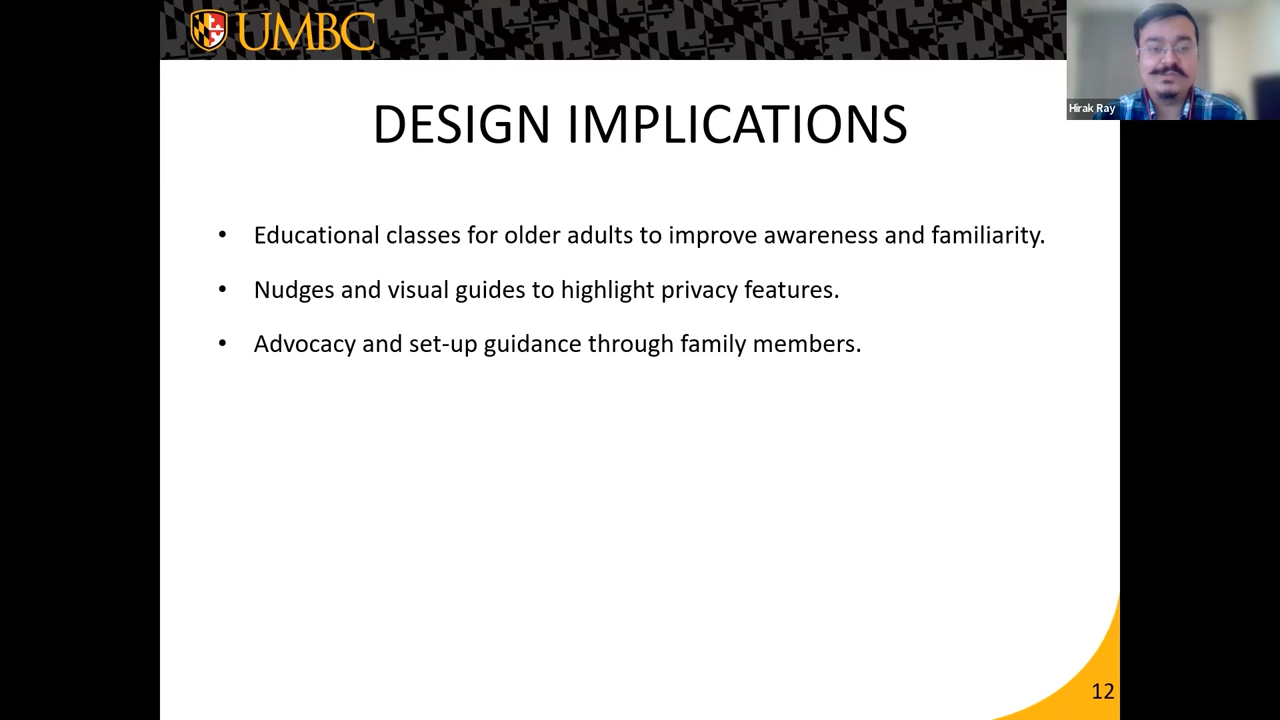 UMBC
Hirak Ray
DESIGN IMPLICATIONS
• Educational classes for older adults to improve awareness and familiarity.
• Nudges and visual guides to highlight privacy features.
• Advocacy and set-up guidance through family members.
12